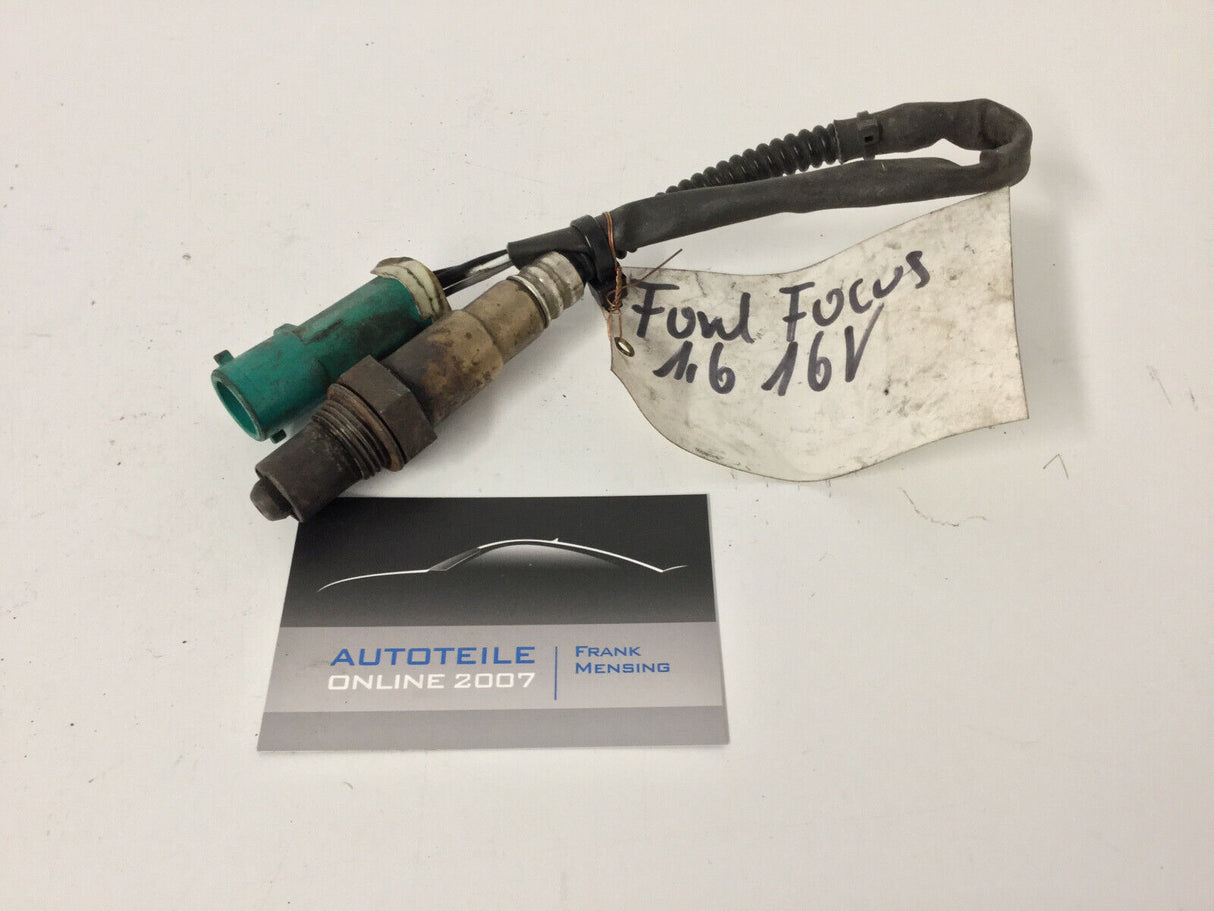 Ford Focus
1.6 16V
AUTOTEILE
ONLINE 2007
FRANK
MENSING